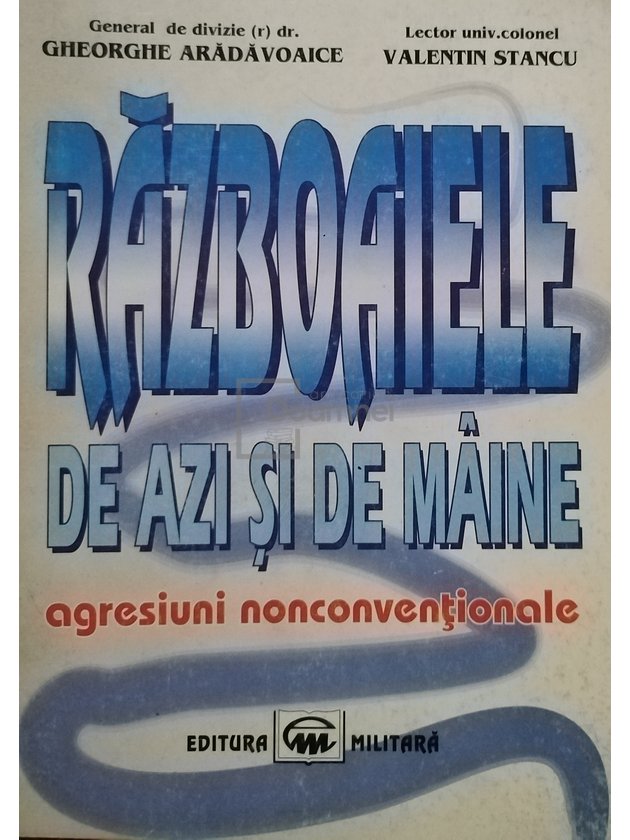 General de divizie (r) dr.
GHEORGHE ARĂDĂVOAICE
Lector univ.colonel
VALENTIN STANCU
RĂZBOAIELE
DE AZI ȘI DE MÂINE
agresiuni nonconvenţionale
EDITURA MILITARĂ